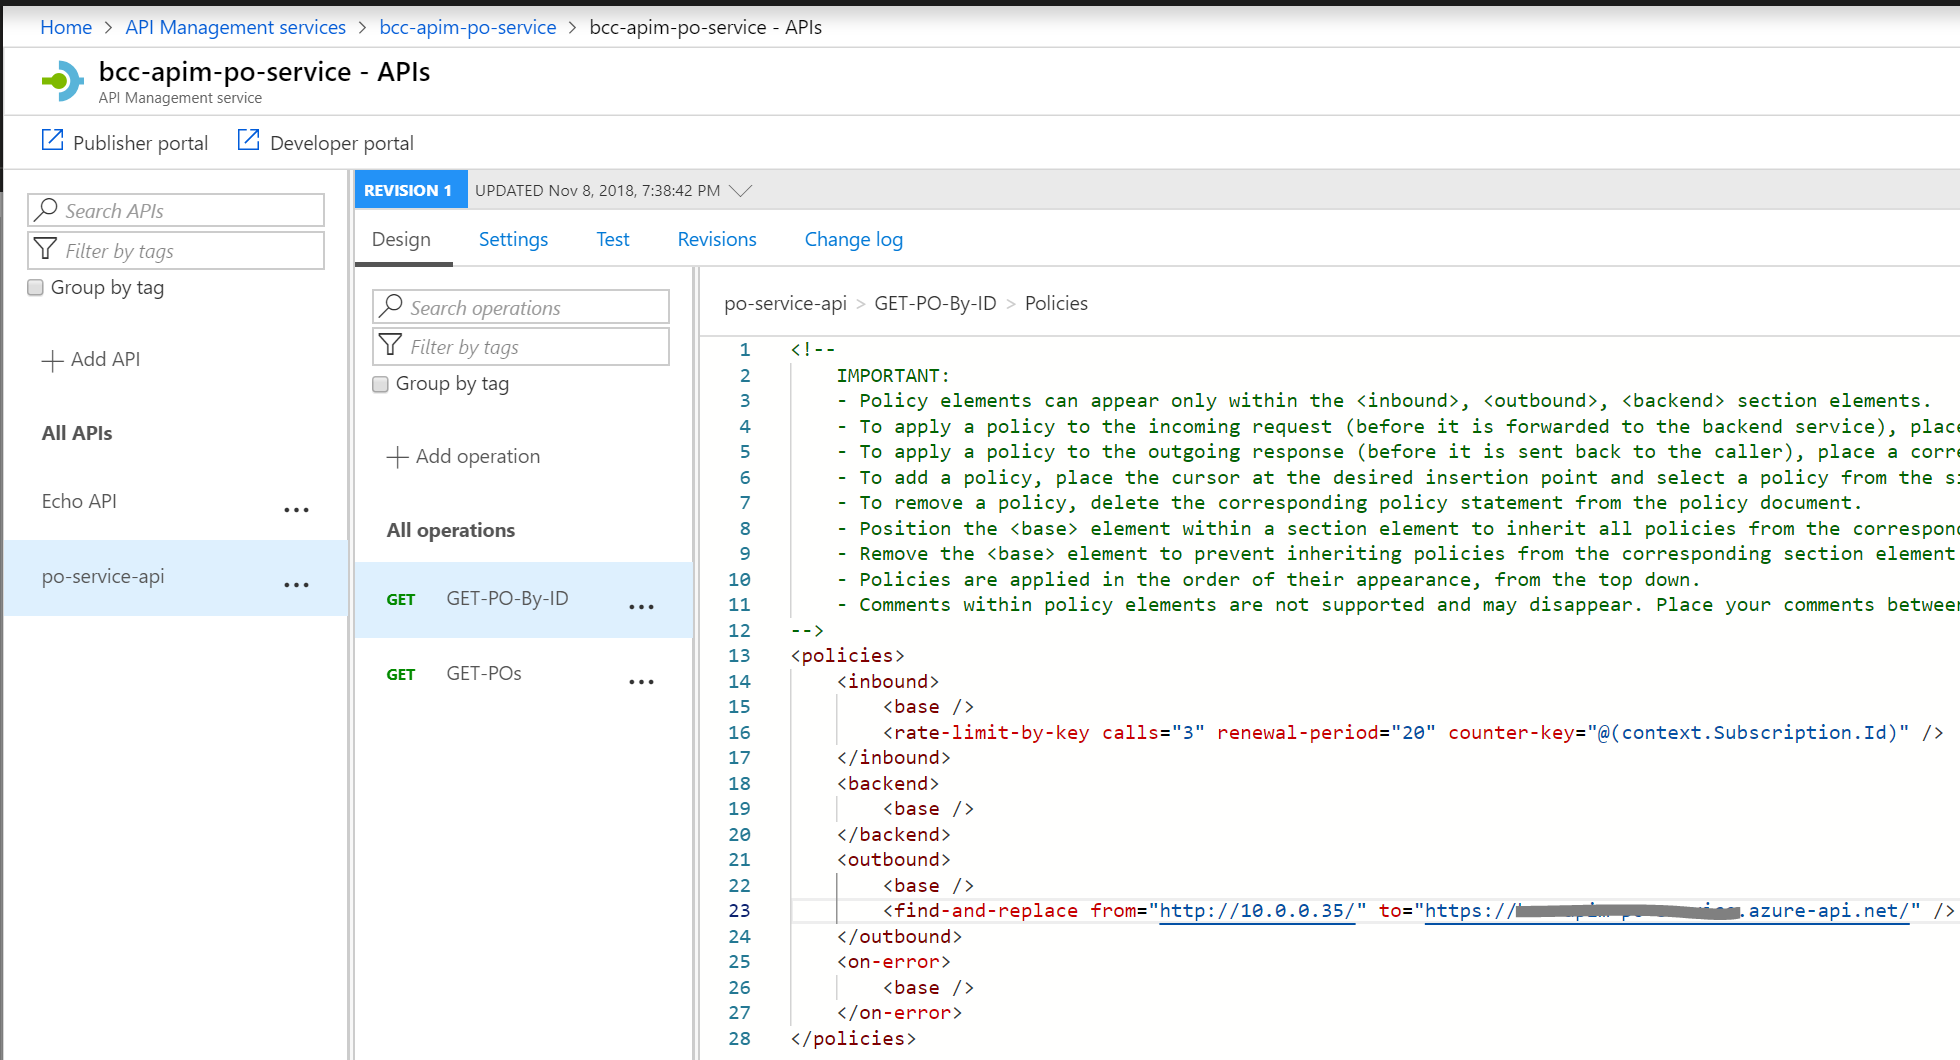 Home > API Management services > bcc-apim-po-service > bcc-apim-po-service - APIs
bcc-apim-po-service - APIs
API Management service
Publisher portal Developer portal
Search APIs
Filter by tags
Group by tag
Add API
All APIs
Echo API ...
po-service-api ...
REVISION 1 UPDATED Nov 8, 2018, 7:38:42 PM
Design Settings Test Revisions Change log
Search operations
Filter by tags
Group by tag
Add operation
All operations
GET GET-PO-By-ID ...
GET GET-POs ...
po-service-api > GET-PO-By-ID > Policies
1 <!--
2 IMPORTANT:
3 - Policy elements can appear only within the <inbound>, <outbound>, <backend> section elements.
4 - To apply a policy to the incoming request (before it is forwarded to the backend service), place
5 - To apply a policy to the outgoing response (before it is sent back to the caller), place a corre
6 - To add a policy, place the cursor at the desired insertion point and select a policy from the si
7 - To remove a policy, delete the corresponding policy statement from the policy document.
8 - Position the <base> element within a section element to inherit all policies from the correspond
9 - Remove the <base> element to prevent inheriting policies from the corresponding section element
10 - Policies are applied in the order of their appearance, from the top down.
11 - Comments within policy elements are not supported and may disappear. Place your comments between
12 -->
13 <policies>
14 <inbound>
15 <base />
16 <rate-limit-by-key calls="3" renewal-period="20" counter-key="@(context.Subscription.Id)" />
17 </inbound>
18 <backend>
19 <base />
20 </backend>
21 <outbound>
22 <base />
23 <find-and-replace from="http://10.0.0.35/" to="https:// .azure-api.net/" />
24 </outbound>
25 <on-error>
26 <base />
27 </on-error>
28 </policies>